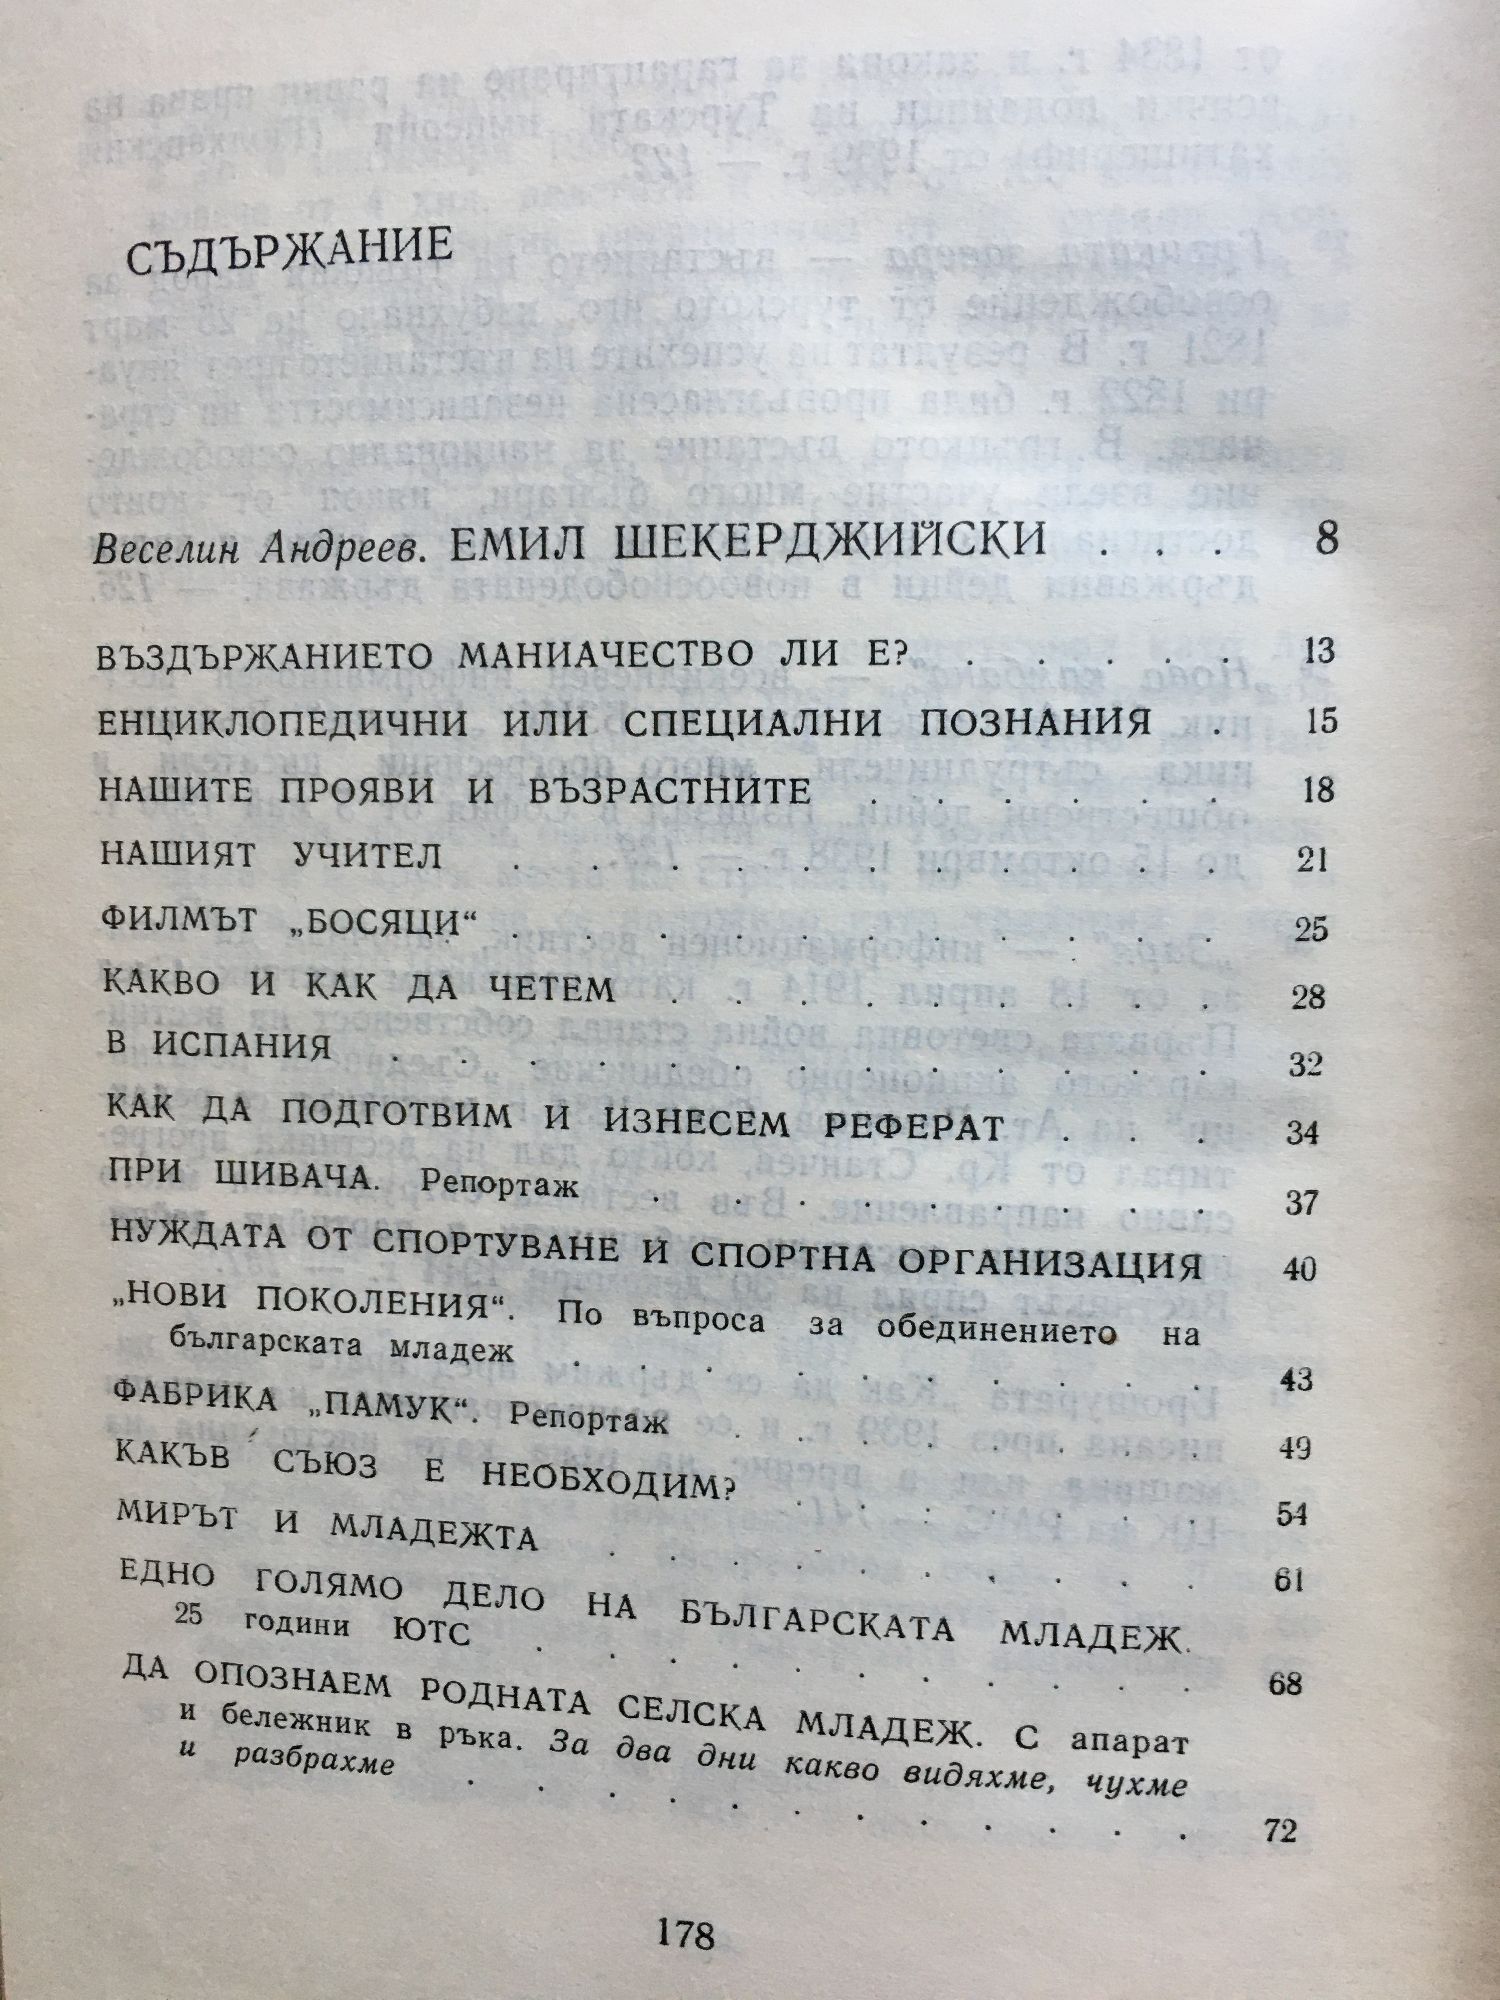 СЪДЪРЖАНИЕ
Веселин Андреев. ЕМИЛ ШЕКЕРДЖИЙСКИ . . . 8
ВЪЗДЪРЖАНИЕТО МАНИАЧЕСТВО ЛИ Е? . . . . . 13
ЕНЦИКЛОПЕДИЧНИ ИЛИ СПЕЦИАЛНИ ПОЗНАНИЯ . 15
НАШИТЕ ПРОЯВИ И ВЪЗРАСТНИТЕ . . . . . . 18
НАШИЯТ УЧИТЕЛ . . . . . . . . . . . 21
ФИЛМЪТ „БОСЯЦИ“ . . . . . . . . . . . 25
КАКВО И КАК ДА ЧЕТЕМ . . . . . . . . . 28
В ИСПАНИЯ . . . . . . . . . . . . . 32
КАК ДА ПОДГОТВИМ И ИЗНЕСЕМ РЕФЕРАТ . . . 34
ПРИ ШИВАЧА. Репортаж . . . . . . . . . 37
НУЖДАТА ОТ СПОРТУВАНЕ И СПОРТНА ОРГАНИЗАЦИЯ 40
„НОВИ ПОКОЛЕНИЯ“. По въпроса за обединението на
българската младеж . . . . . . . . . . 43
ФАБРИКА „ПАМУК“. Репортаж . . . . . . . . 49
КАКЪВ СЪЮЗ Е НЕОБХОДИМ? . . . . . . . 54
МИРЪТ И МЛАДЕЖТА . . . . . . . . . . 61
ЕДНО ГОЛЯМО ДЕЛО НА БЪЛГАРСКАТА МЛАДЕЖ.
25 години ЮТС . . . . . . . . . . . 68
ДА ОПОЗНАЕМ РОДНАТА СЕЛСКА МЛАДЕЖ. С апарат
и бележник в ръка. За два дни какво видяхме, чухме
и разбрахме . . . . . . . . . . . . 72
178